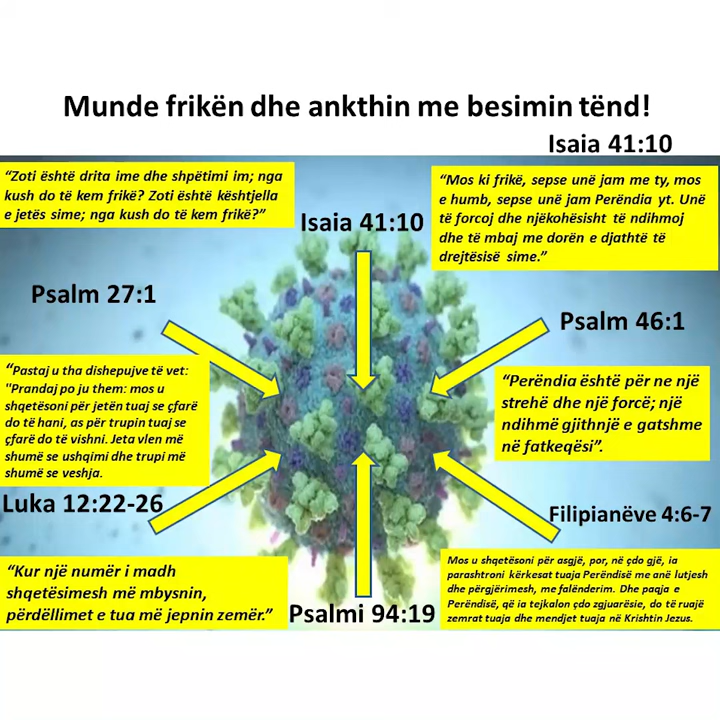 Munde frikën dhe ankthin me besimin tënd!
Isaia 41:10
“Zoti është drita ime dhe shpëtimi im; nga
kush do të kem frikë? Zoti është kështjella
e jetës sime; nga kush do të kem frikë?”
“Mos ki frikë, sepse unë jam me ty, mos
e humb, sepse unë jam Perëndia yt. Unë
të forcoj dhe njëkohësisht të ndihmoj
dhe të mbaj me dorën e djathtë të
drejtësisë sime.”
Isaia 41:10
Psalm 27:1
Psalm 46:1
“Pastaj u tha dishepujve të vet:
"Prandaj po ju them: mos u
shqetësoni për jetën tuaj se çfarë
do të hani, as për trupin tuaj se
çfarë do të vishni. Jeta vlen më
shumë se ushqimi dhe trupi më
shumë se veshja.
“Perëndia është për ne një
strehë dhe një forcë; një
ndihmë gjithnjë e gatshme
në fatkeqësi”.
Luka 12:22-26
Filipianëve 4:6-7
“Kur një numër i madh
shqetësimesh më mbysnin,
përdëllimet e tua më jepnin zemër.”
Psalmi 94:19
Mos u shqetësoni për asgjë, por, në çdo gjë, ia
parashtroni kërkesat tuaja Perëndisë me anë lutjesh
dhe përgjërimesh, me falënderim. Dhe paqja e
Perëndisë, që ia tejkalon çdo zgjuarësie, do të ruajë
zemrat tuaja dhe mendjet tuaja në Krishtin Jezus.